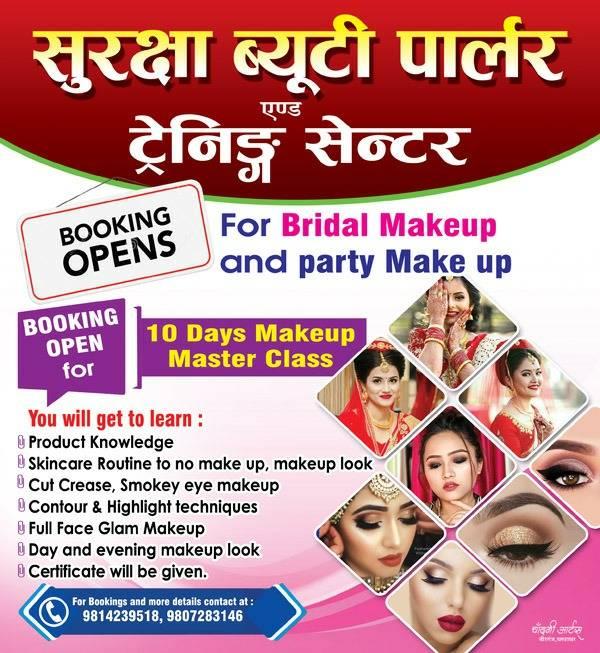 सुरक्षा ब्यूटी पार्लर
एण्ड
ट्रेनिङ्ग सेन्टर
BOOKING
OPENS
For Bridal Makeup
and party Make up
BOOKING
OPEN
for
10 Days Makeup
Master Class
You will get to learn :
Product Knowledge
Skincare Routine to no make up, makeup look
Cut Crease, Smokey eye makeup
Contour & Highlight techniques
Full Face Glam Makeup
Day and evening makeup look
Certificate will be given.
For Bookings and more details contact at :
9814239518, 9807283146
चाँदनी आर्टस्